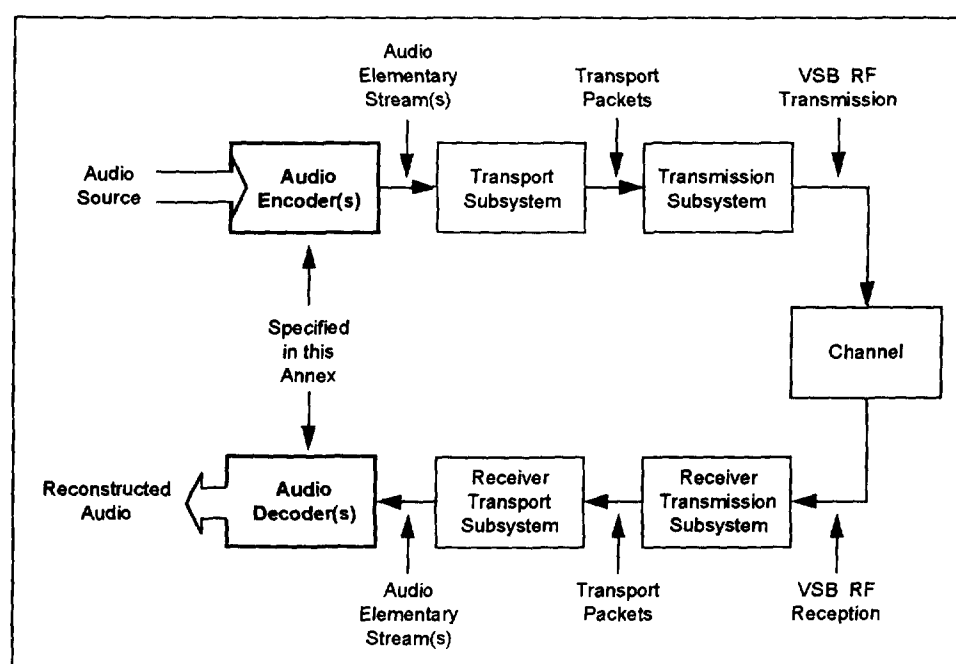 Audio
Elementary
Stream(s)
Transport
Packets
VSB RF
Transmission
Audio
Source
Audio
Encoder(s)
Transport
Subsystem
Transmission
Subsystem
Specified
in this
Annex
Channel
Reconstructed
Audio
Audio
Decoder(s)
Receiver
Transport
Subsystem
Receiver
Transmission
Subsystem
Audio
Elementary
Stream(s)
Transport
Packets
VSB RF
Reception